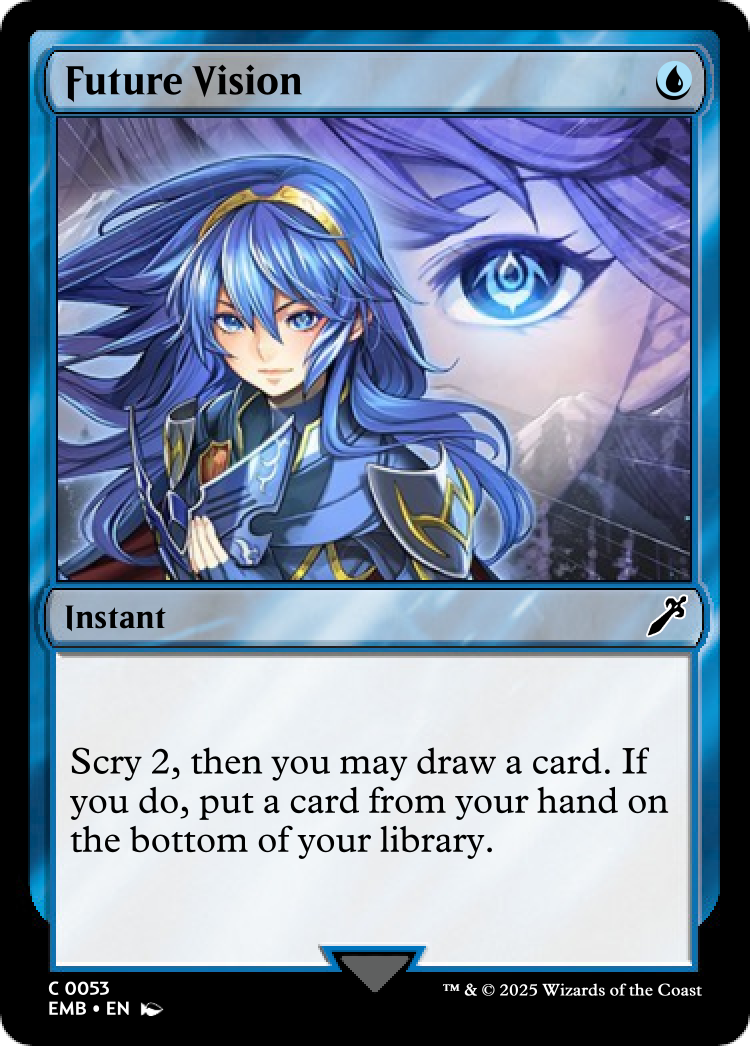 Future Vision
Instant
Scry 2, then you may draw a card. If
you do, put a card from your hand on
the bottom of your library.
C 0053
EMB • EN
™ & © 2025 Wizards of the Coast